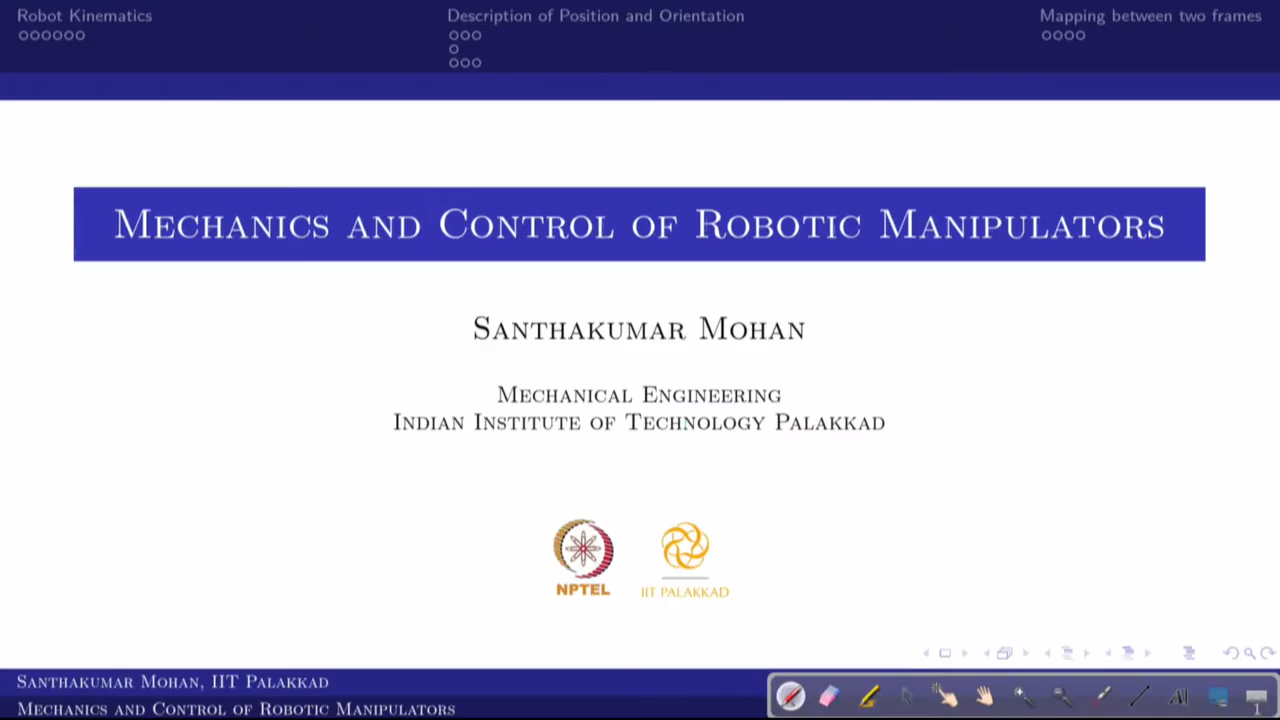 Robot Kinematics
Description of Position and Orientation
Mapping between two frames
Mechanics and Control of Robotic Manipulators
Santhakumar Mohan
Mechanical Engineering
Indian Institute of Technology Palakkad
NPTEL
IIT PALAKKAD
Santhakumar Mohan, IIT Palakkad
Mechanics and Control of Robotic Manipulators
AI
1